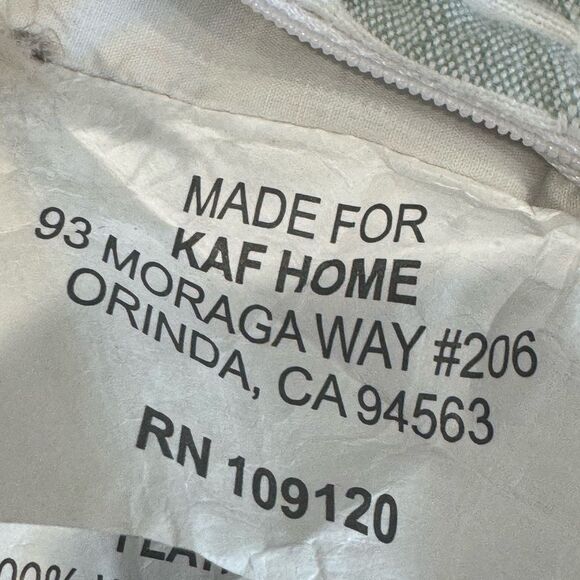 MADE FOR
KAF HOME
93 MORAGA WAY #206
ORINDA, CA 94563
RN 109120